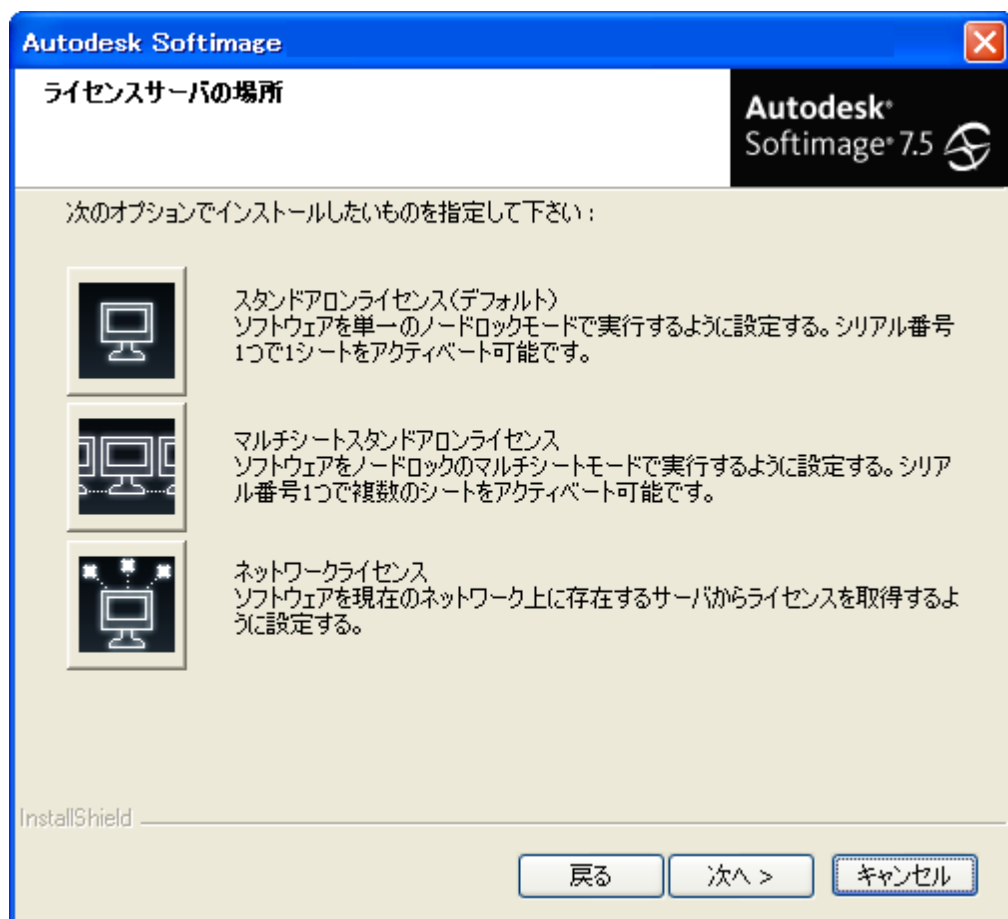 Autodesk Softimage
ライセンスサーバの場所
Autodesk®
Softimage® 7.5
次のオプションでインストールしたいものを指定して下さい：
スタンドアロンライセンス（デフォルト）
ソフトウェアを単一のノードロックモードで実行するように設定する。シリアル番号
1つで1シートをアクティベート可能です。
マルチシートスタンドアロンライセンス
ソフトウェアをノードロックのマルチシートモードで実行するように設定する。シリア
ル番号1つで複数のシートをアクティベート可能です。
ネットワークライセンス
ソフトウェアを現在のネットワーク上に存在するサーバからライセンスを取得するよ
うに設定する。
InstallShield
戻る
次へ >
キャンセル